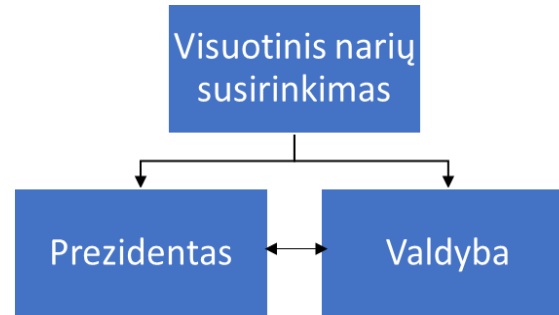 Visuotinis narių
susirinkimas
Prezidentas
Valdyba